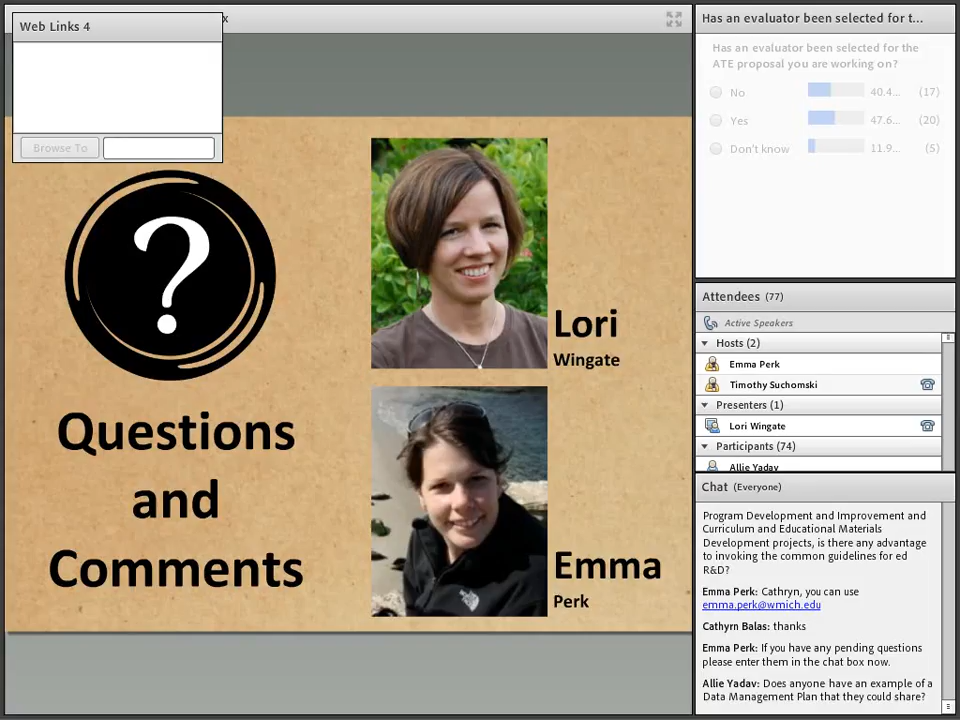 Web Links 4
x
Browse To
?
Questions
and
Comments
Lori
Wingate
Emma
Perk
Has an evaluator been selected for t...
Has an evaluator been selected for the
ATE proposal you are working on?
No 40.4... (17)
Yes 47.6... (20)
Don't know 11.9... (5)
Attendees (77)
Active Speakers
Hosts (2)
Emma Perk
Timothy Suchomski
Presenters (1)
Lori Wingate
Participants (74)
Allie Yadav
Chat (Everyone)
Program Development and Improvement and
Curriculum and Educational Materials
Development projects, is there any advantage
to invoking the common guidelines for ed
R&D?
Emma Perk: Cathryn, you can use
emma.perk@wmich.edu
Cathyrn Balas: thanks
Emma Perk: If you have any pending questions
please enter them in the chat box now.
Allie Yadav: Does anyone have an example of a
Data Management Plan that they could share?